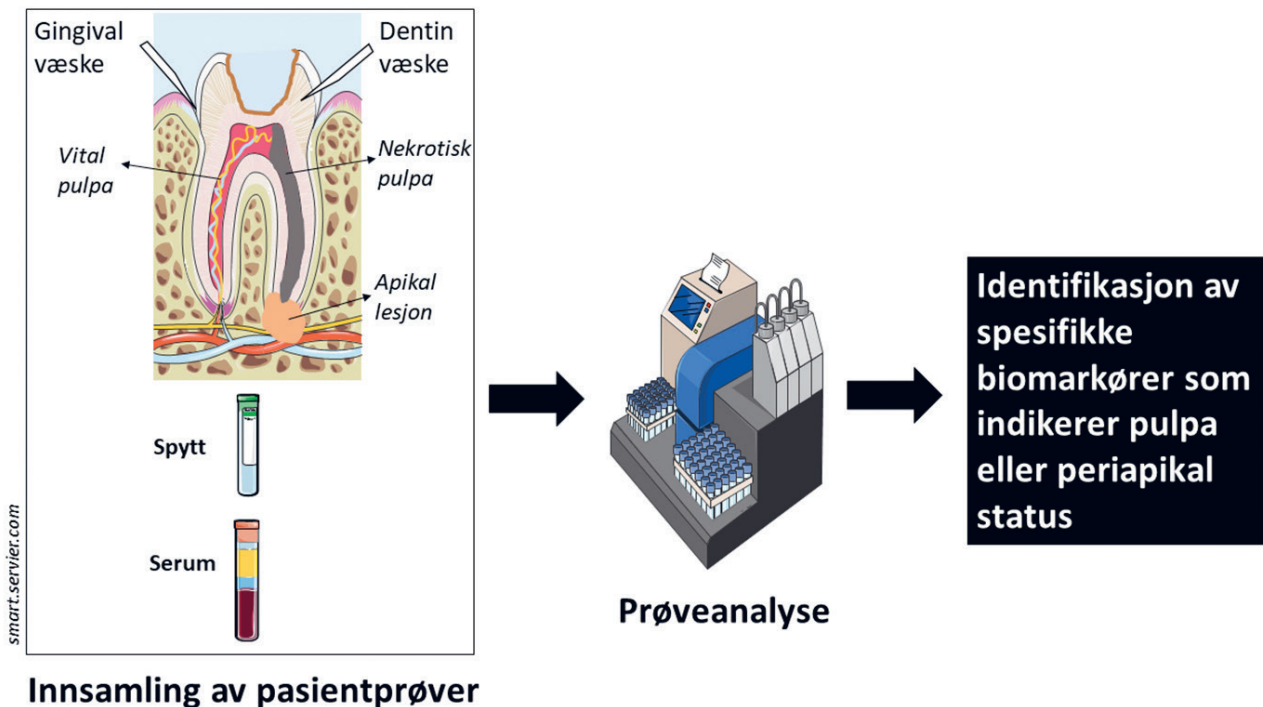 Gingival
væske
Dentin
væske
Vital
pulpa
Nekrotisk
pulpa
Apikal
lesjon
Spytt
Serum
smart.servier.com
Innsamling av pasientprøver
Prøveanalyse
Identifikasjon av
spesifikke
biomarkører som
indikerer pulpa
eller periapikal
status